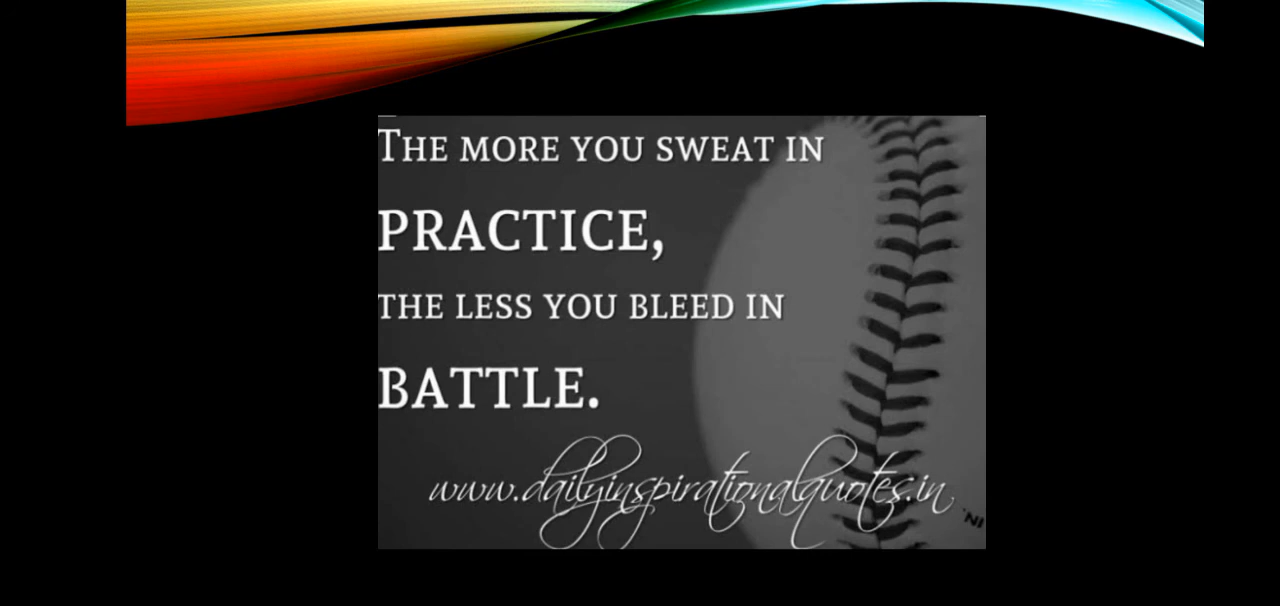 The more you sweat in
PRACTICE,
the less you bleed in
BATTLE.
www.dailyinspirationalquotes.in